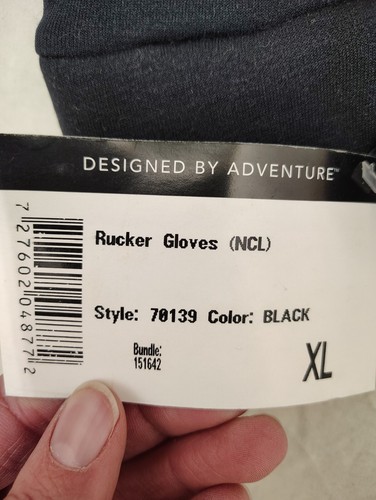 DESIGNED BY ADVENTURE™
Rucker Gloves (NCL)
Style: 70139 Color: BLACK
Bundle:
151642
XL
7 27602 04877 2